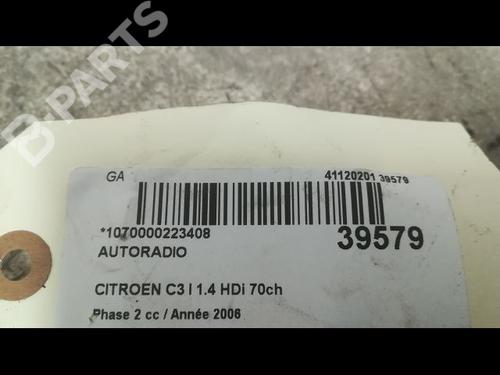 B-PARTS
GA
41120201 39579
*1070000223408
39579
AUTORADIO
CITROEN C3 I 1.4 HDi 70ch
Phase 2 cc / Année 2006